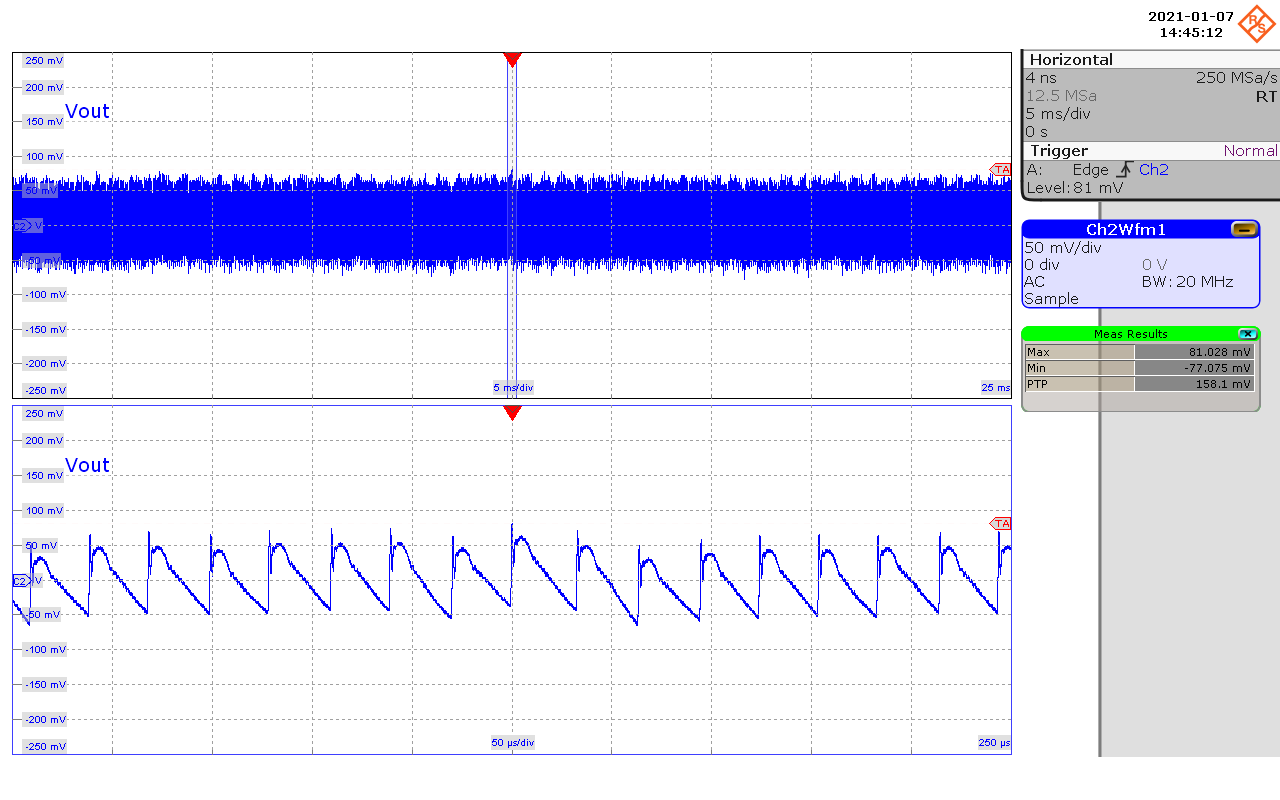 2021-01-07
14:45:12
R&S
250 mV
200 mV
Vout
150 mV
100 mV
TA
50 mV
C2 V
-50 mV
-100 mV
-150 mV
-200 mV
-250 mV
5 ms/div
25 ms
250 mV
200 mV
Vout
150 mV
100 mV
TA
50 mV
C2 V
-50 mV
-100 mV
-150 mV
-200 mV
-250 mV
50 µs/div
250 µs
Horizontal
4 ns 250 MSa/s
12.5 MSa RT
5 ms/div
0 s
Trigger Normal
A: Edge Ch2
Level: 81 mV
Ch2Wfm1
50 mV/div
0 div 0 V
AC BW: 20 MHz
Sample
Meas Results
Max 81.028 mV
Min -77.075 mV
PTP 158.1 mV